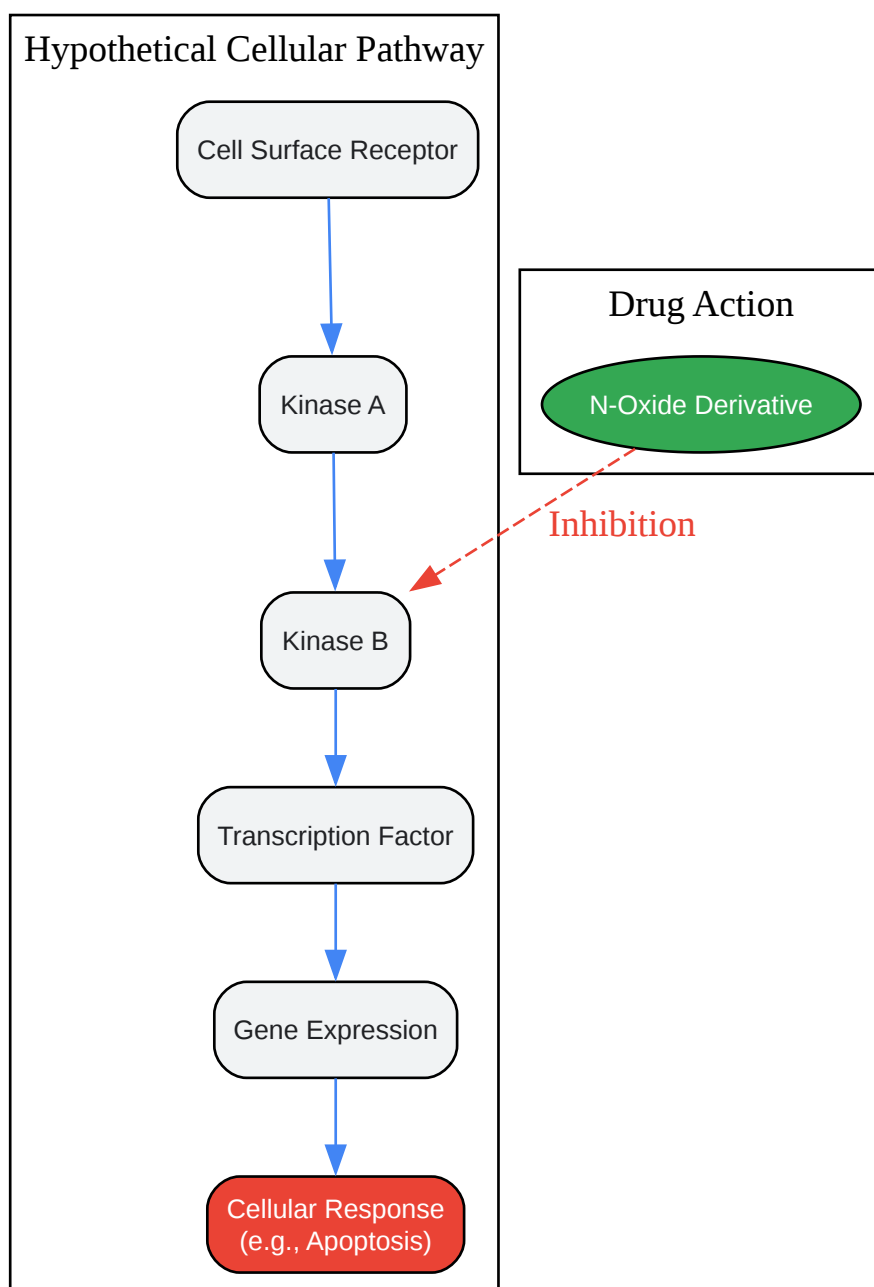 Hypothetical Cellular Pathway
Cell Surface Receptor
Drug Action
Kinase A
N-Oxide Derivative
Inhibition
Kinase B
Transcription Factor
Gene Expression
Cellular Response
(e.g., Apoptosis)